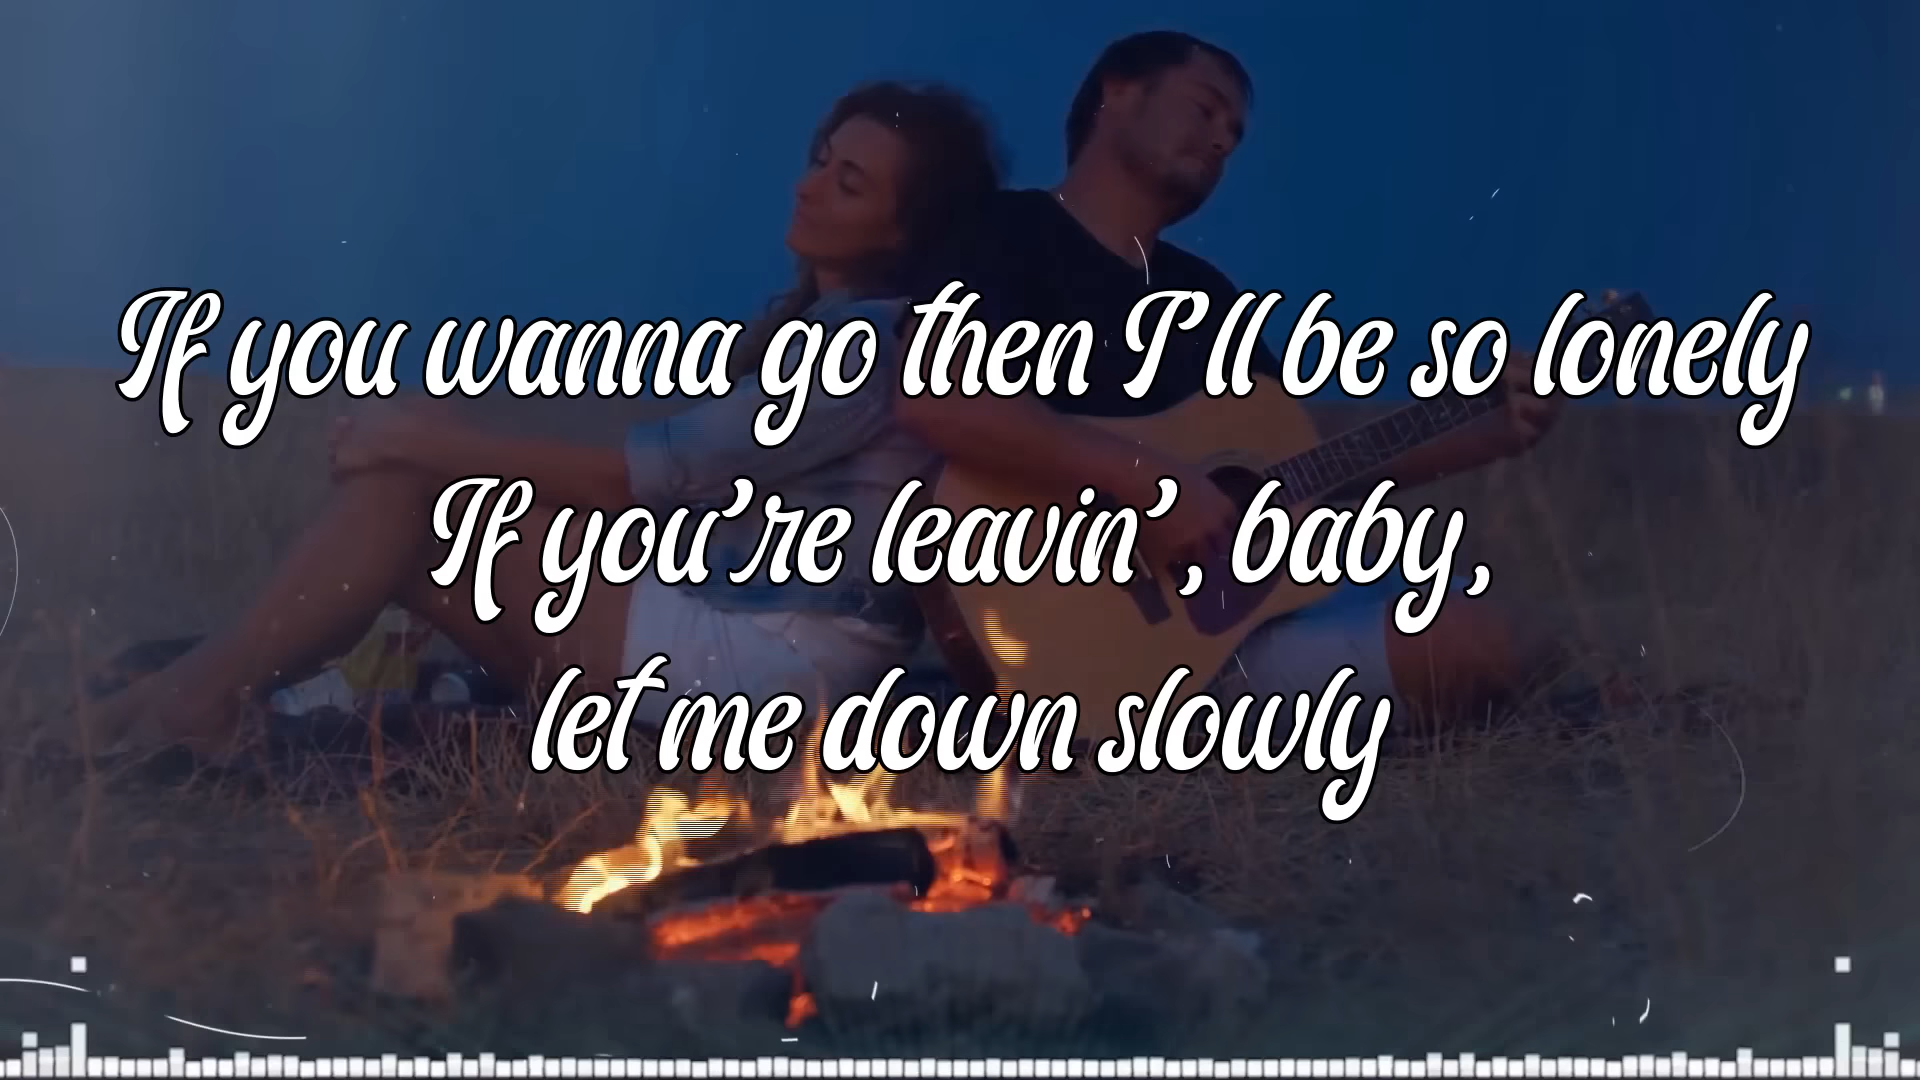 If you wanna go then I'll be so lonely
If you're leavin', baby,
let me down slowly